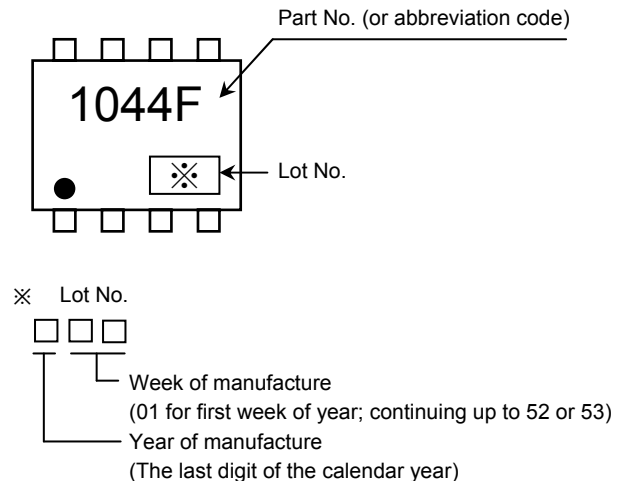 Part No. (or abbreviation code)
1044F
※
Lot No.
※ Lot No.
Week of manufacture
(01 for first week of year; continuing up to 52 or 53)
Year of manufacture
(The last digit of the calendar year)